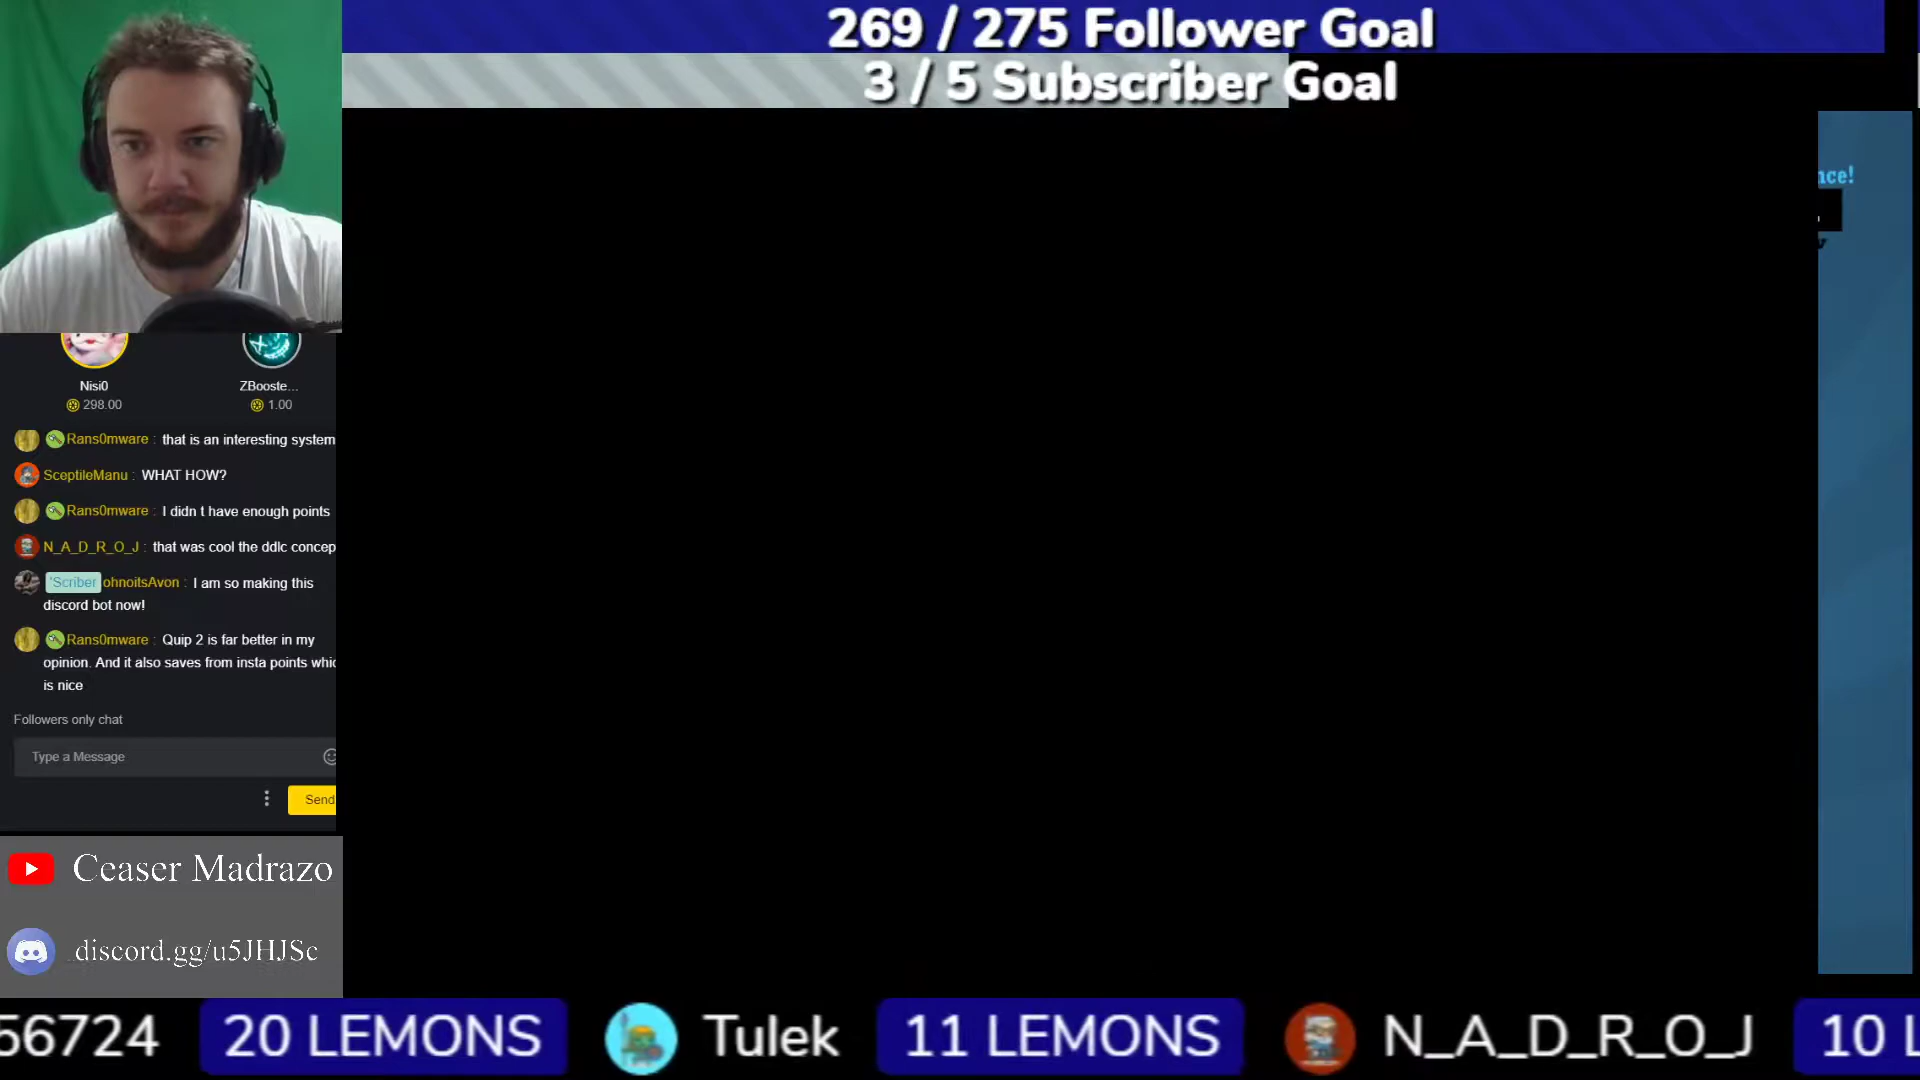 269 / 275 Follower Goal
3 / 5 Subscriber Goal
nce!
Nisi0
298.00
ZBooste...
1.00
Rans0mware : that is an interesting system
SceptileManu : WHAT HOW?
Rans0mware : I didn t have enough points
N_A_D_R_O_J : that was cool the ddlc concep
'Scriber ohnoitsAvon : I am so making this
discord bot now!
Rans0mware : Quip 2 is far better in my
opinion. And it also saves from insta points whic
is nice
Followers only chat
Type a Message
Send
Ceaser Madrazo
discord.gg/u5JHJSc
56724 20 LEMONS Tulek 11 LEMONS N_A_D_R_O_J 10 L